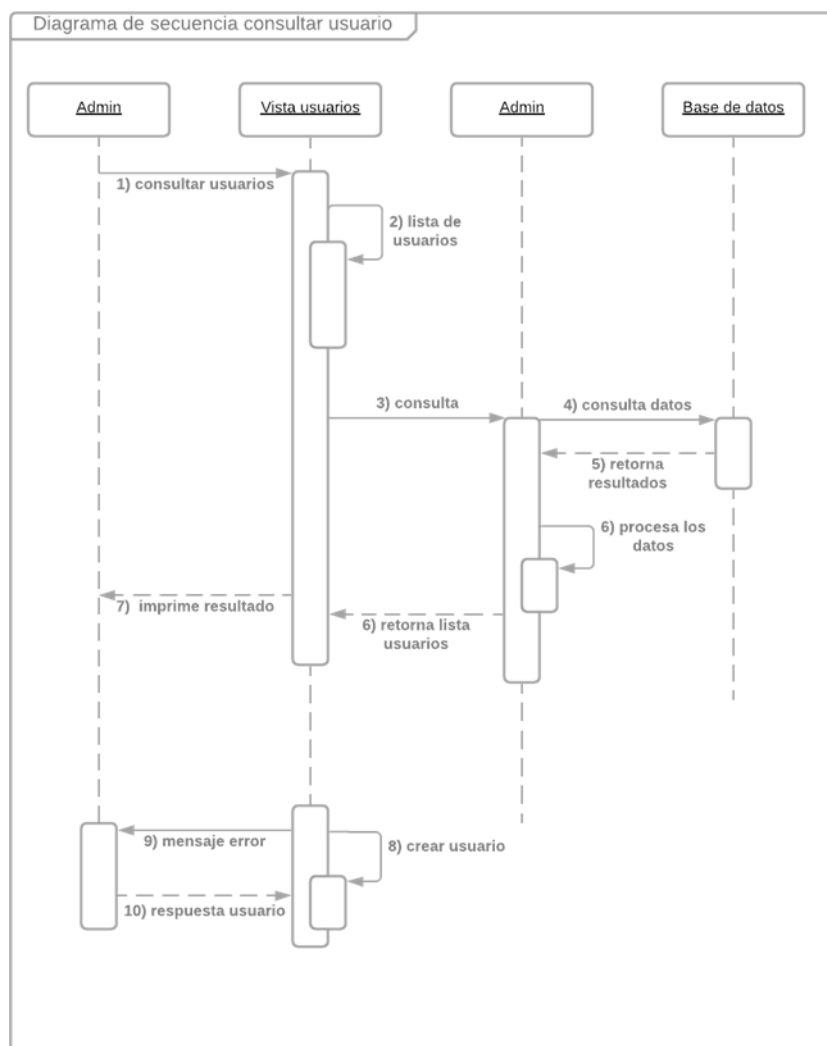 Diagrama de secuencia consultar usuario
Admin
Vista usuarios
Admin
Base de datos
1) consultar usuarios
2) lista de
usuarios
3) consulta
4) consulta datos
5) retorna
resultados
6) procesa los
datos
7) imprime resultado
6) retorna lista
usuarios
9) mensaje error
8) crear usuario
10) respuesta usuario